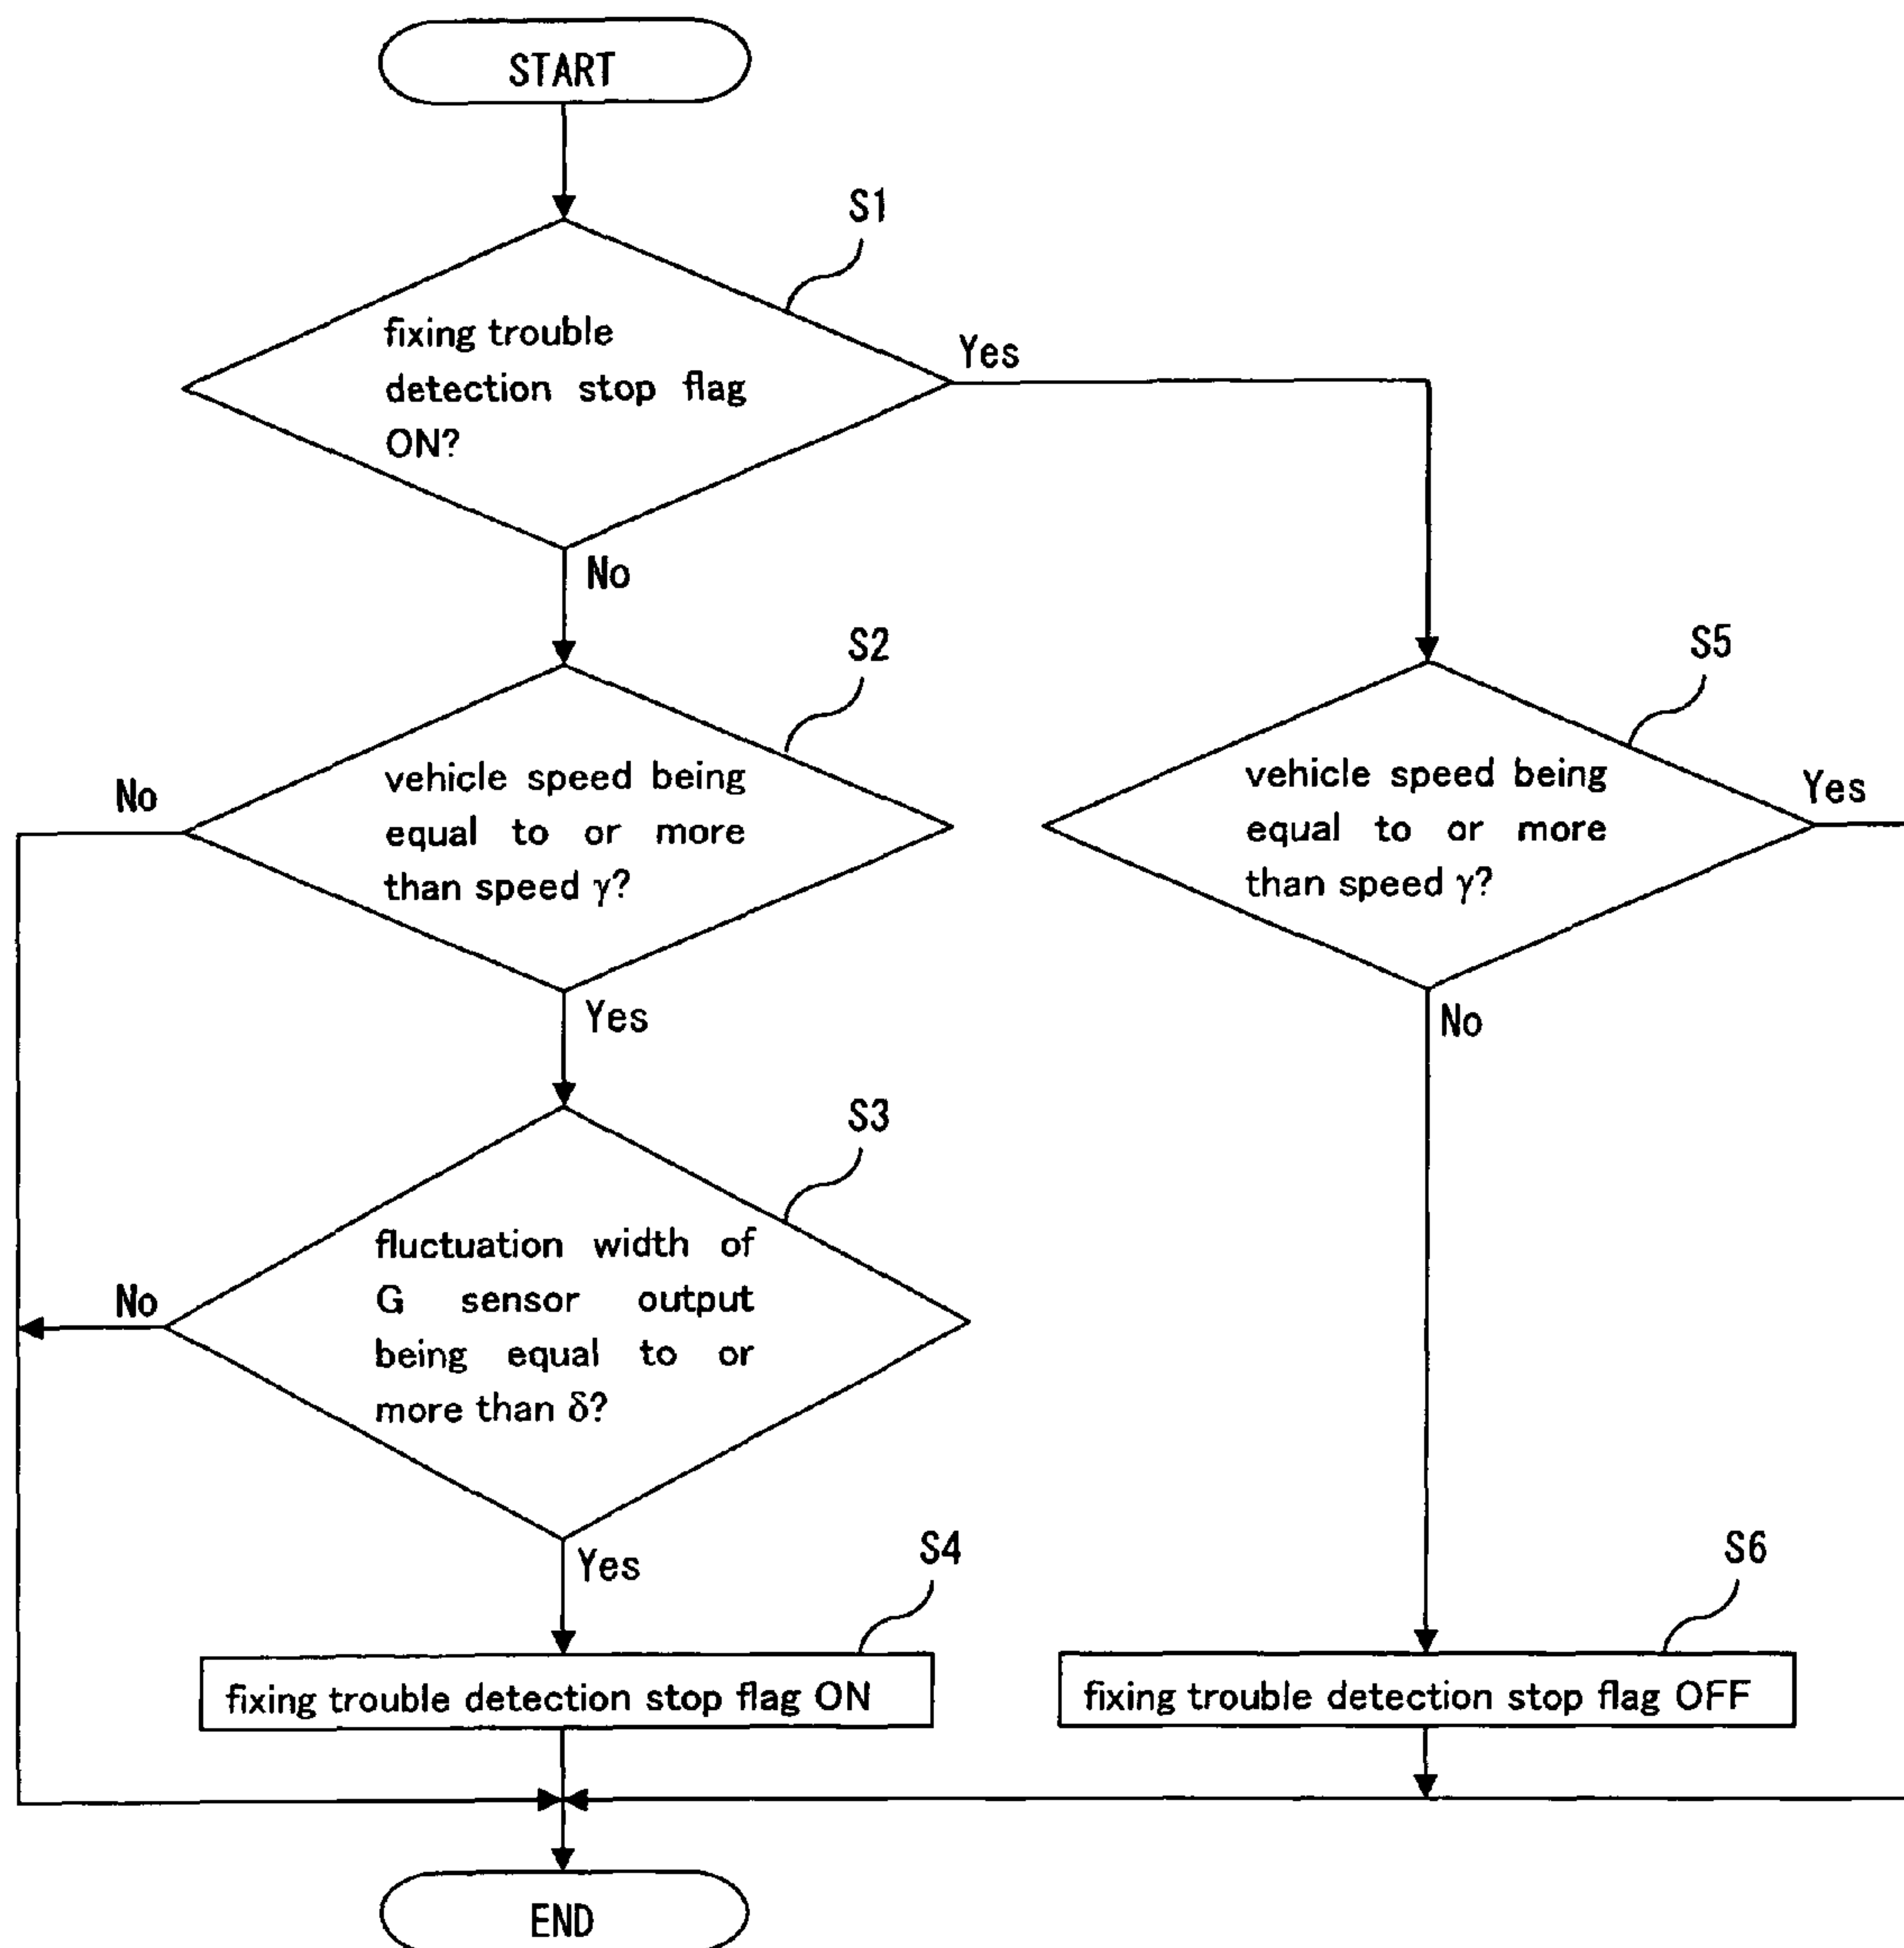 START
S1
fixing trouble
detection stop flag
ON?
Yes
No
S2
vehicle speed being
equal to or more
than speed γ?
No
Yes
S5
vehicle speed being
equal to or more
than speed γ?
Yes
No
S3
fluctuation width of
G sensor output
being equal to or
more than δ?
No
Yes
S4
fixing trouble detection stop flag ON
S6
fixing trouble detection stop flag OFF
END